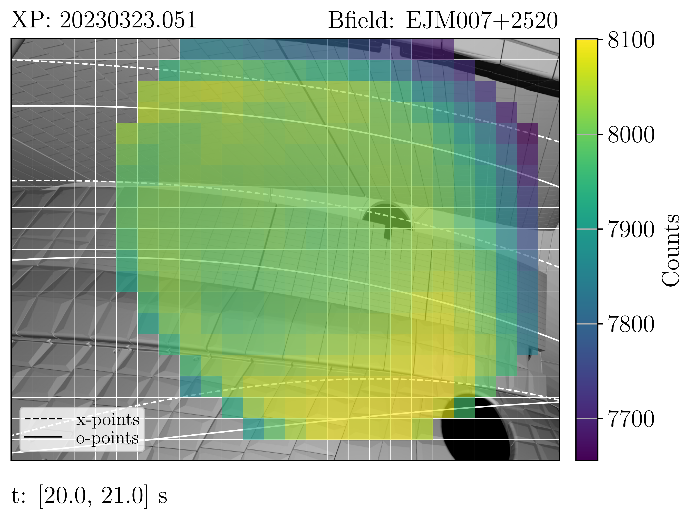 XP: 20230323.051 Bfield: EJM007+2520
8100
8000
7900
7800
7700
Counts
x-points
o-points
t: [20.0, 21.0] s